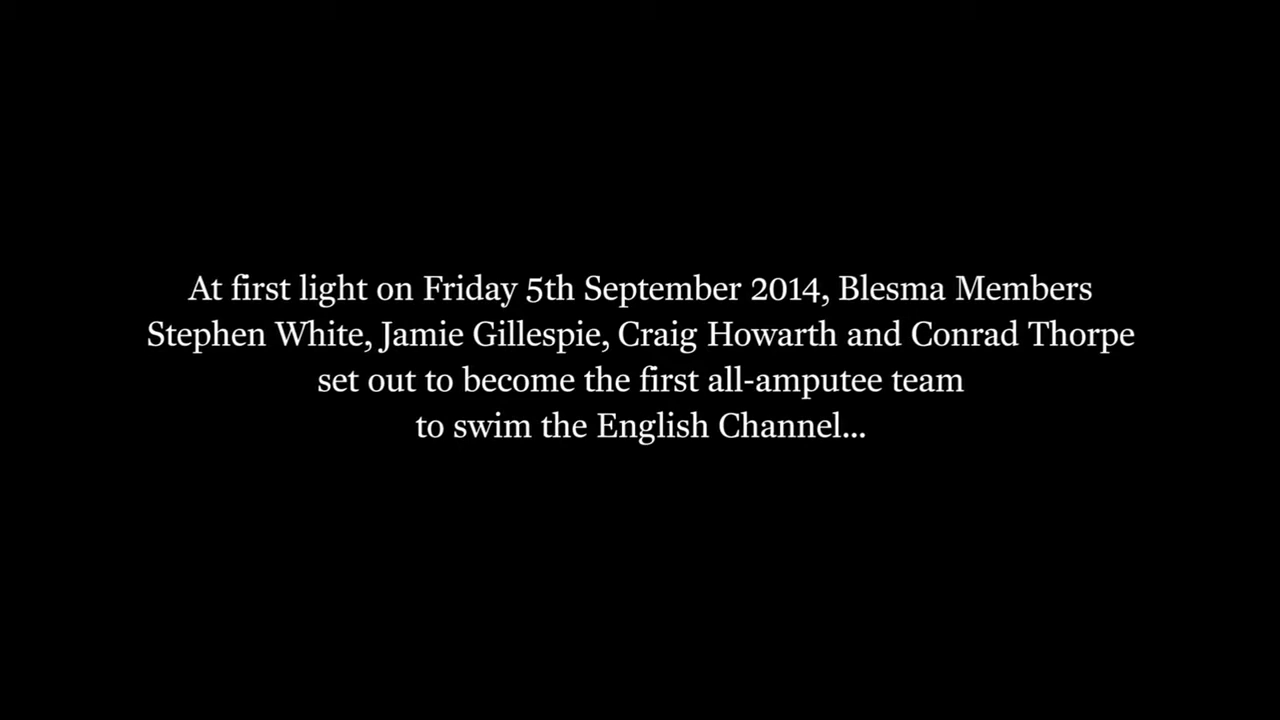 At first light on Friday 5th September 2014, Blesma Members
Stephen White, Jamie Gillespie, Craig Howarth and Conrad Thorpe
set out to become the first all-amputee team
to swim the English Channel...